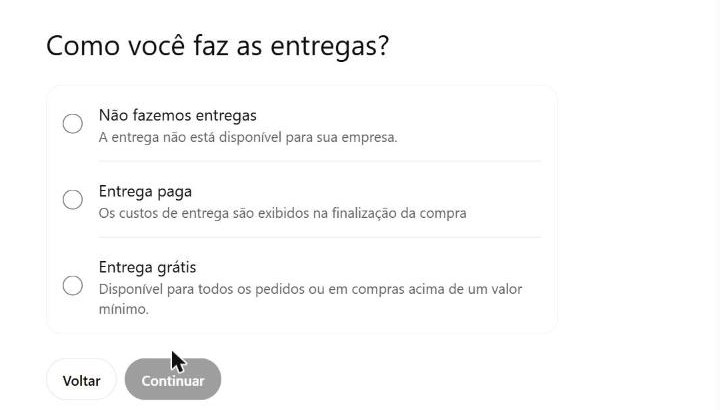 Como você faz as entregas?
Não fazemos entregas
A entrega não está disponível para sua empresa.
Entrega paga
Os custos de entrega são exibidos na finalização da compra
Entrega grátis
Disponível para todos os pedidos ou em compras acima de um valor
mínimo.
Voltar
Continuar